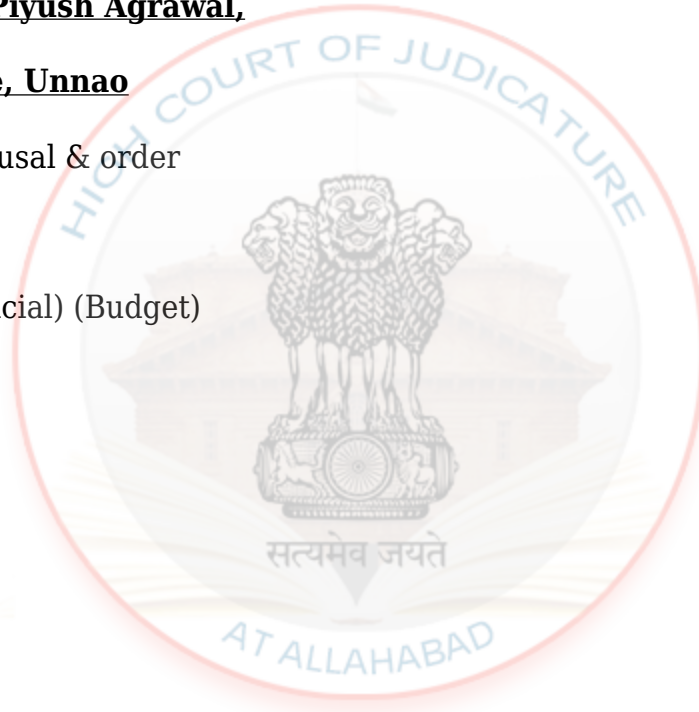 Piyush Agrawal,
e, Unnao
usal & order
cial) (Budget)
HIGH COURT OF JUDICATURE
सत्यमेव जयते
AT ALLAHABAD